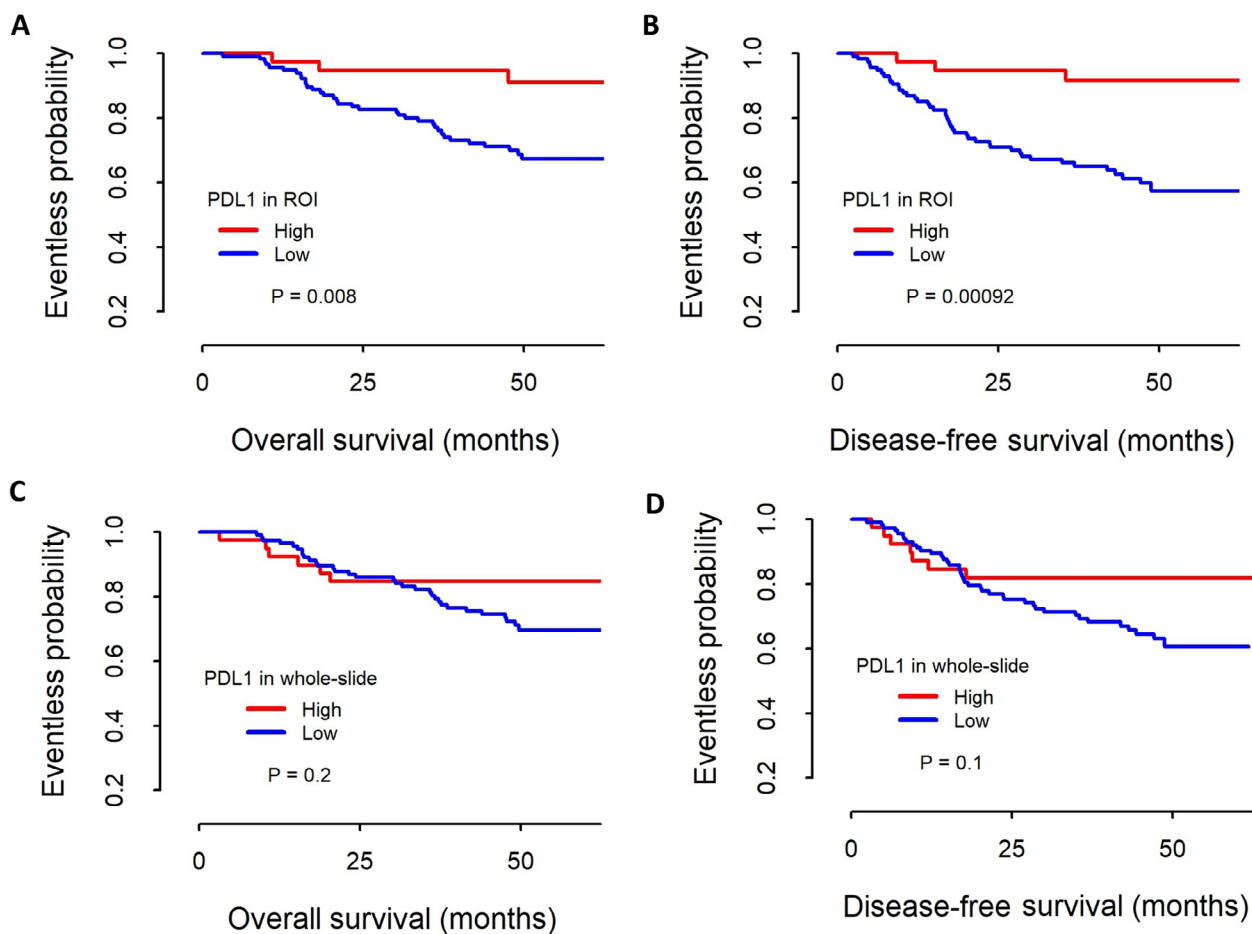 A
Eventless probability
1.0
0.8
0.6
0.4
0.2
PDL1 in ROI
High
Low
P = 0.008
0 25 50
Overall survival (months)
B
Eventless probability
1.0
0.8
0.6
0.4
0.2
PDL1 in ROI
High
Low
P = 0.00092
0 25 50
Disease-free survival (months)
C
Eventless probability
1.0
0.8
0.6
0.4
0.2
PDL1 in whole-slide
High
Low
P = 0.2
0 25 50
Overall survival (months)
D
Eventless probability
1.0
0.8
0.6
0.4
0.2
PDL1 in whole-slide
High
Low
P = 0.1
0 25 50
Disease-free survival (months)